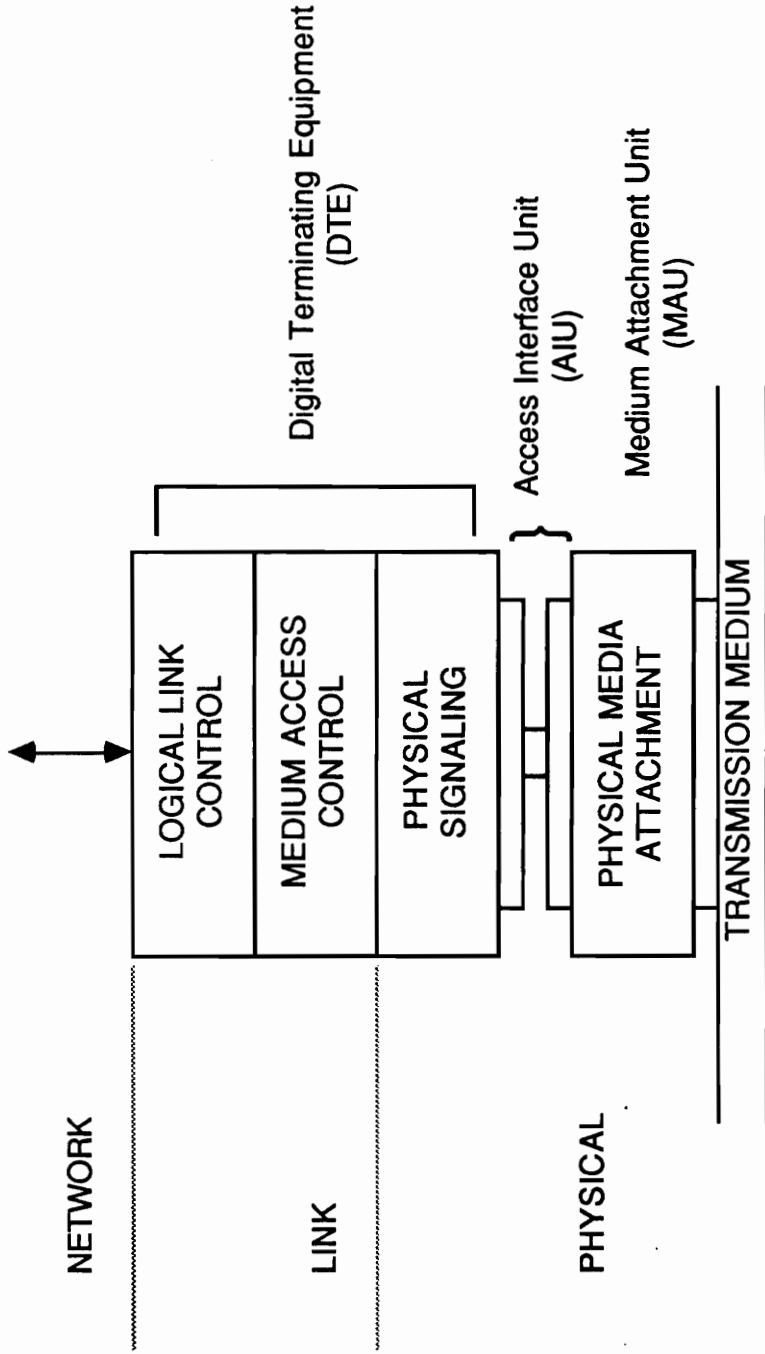 NETWORK
LINK
PHYSICAL
LOGICAL LINK
CONTROL
MEDIUM ACCESS
CONTROL
PHYSICAL
SIGNALING
PHYSICAL MEDIA
ATTACHMENT
TRANSMISSION MEDIUM
Digital Terminating Equipment
(DTE)
Access Interface Unit
(AIU)
Medium Attachment Unit
(MAU)